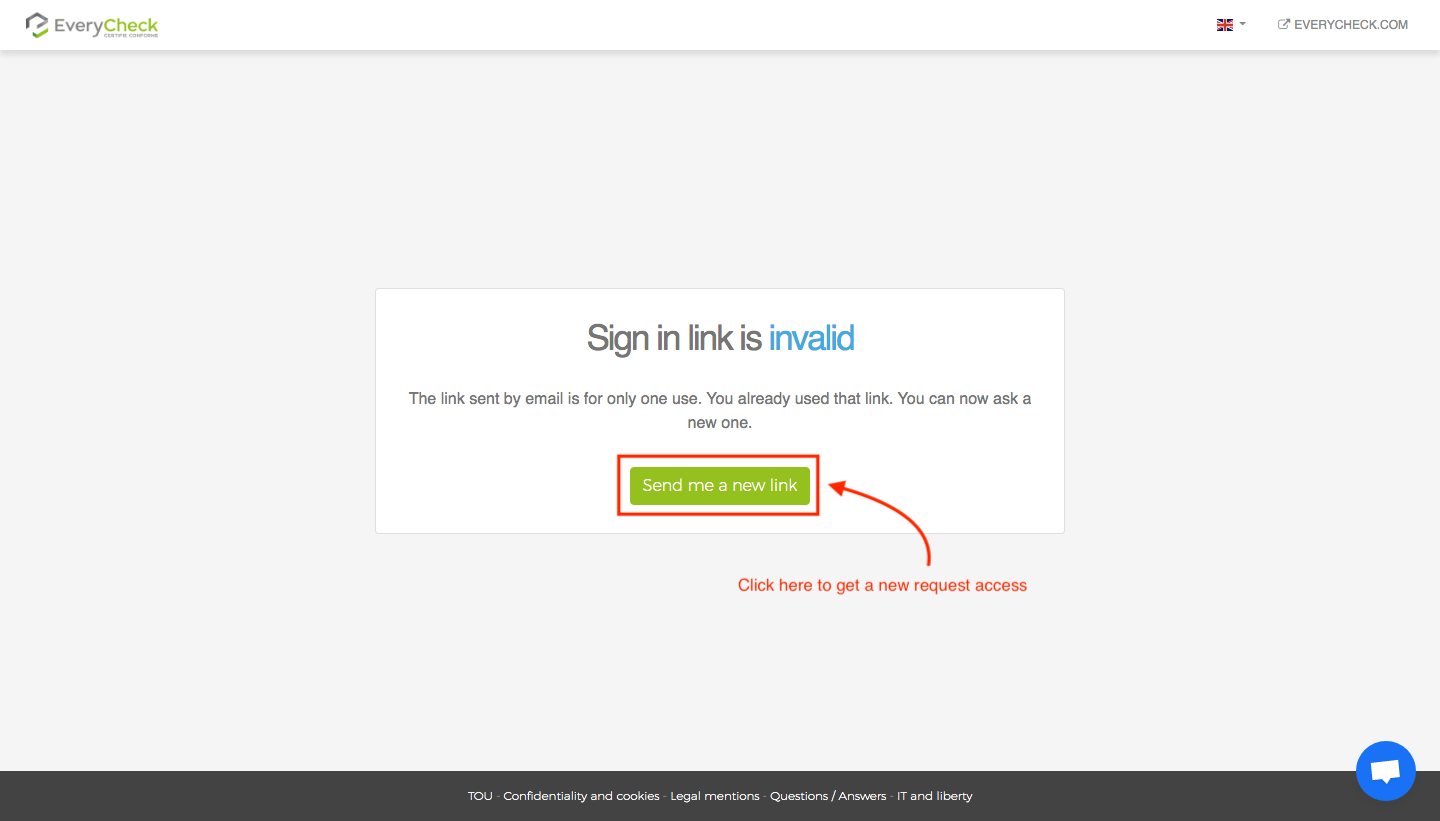 EveryCheck
CERTIFIÉ CONFORME
EVERYCHECK.COM
Sign in link is invalid
The link sent by email is for only one use. You already used that link. You can now ask a
new one.
Send me a new link
Click here to get a new request access
TOU - Confidentiality and cookies - Legal mentions - Questions / Answers - IT and liberty